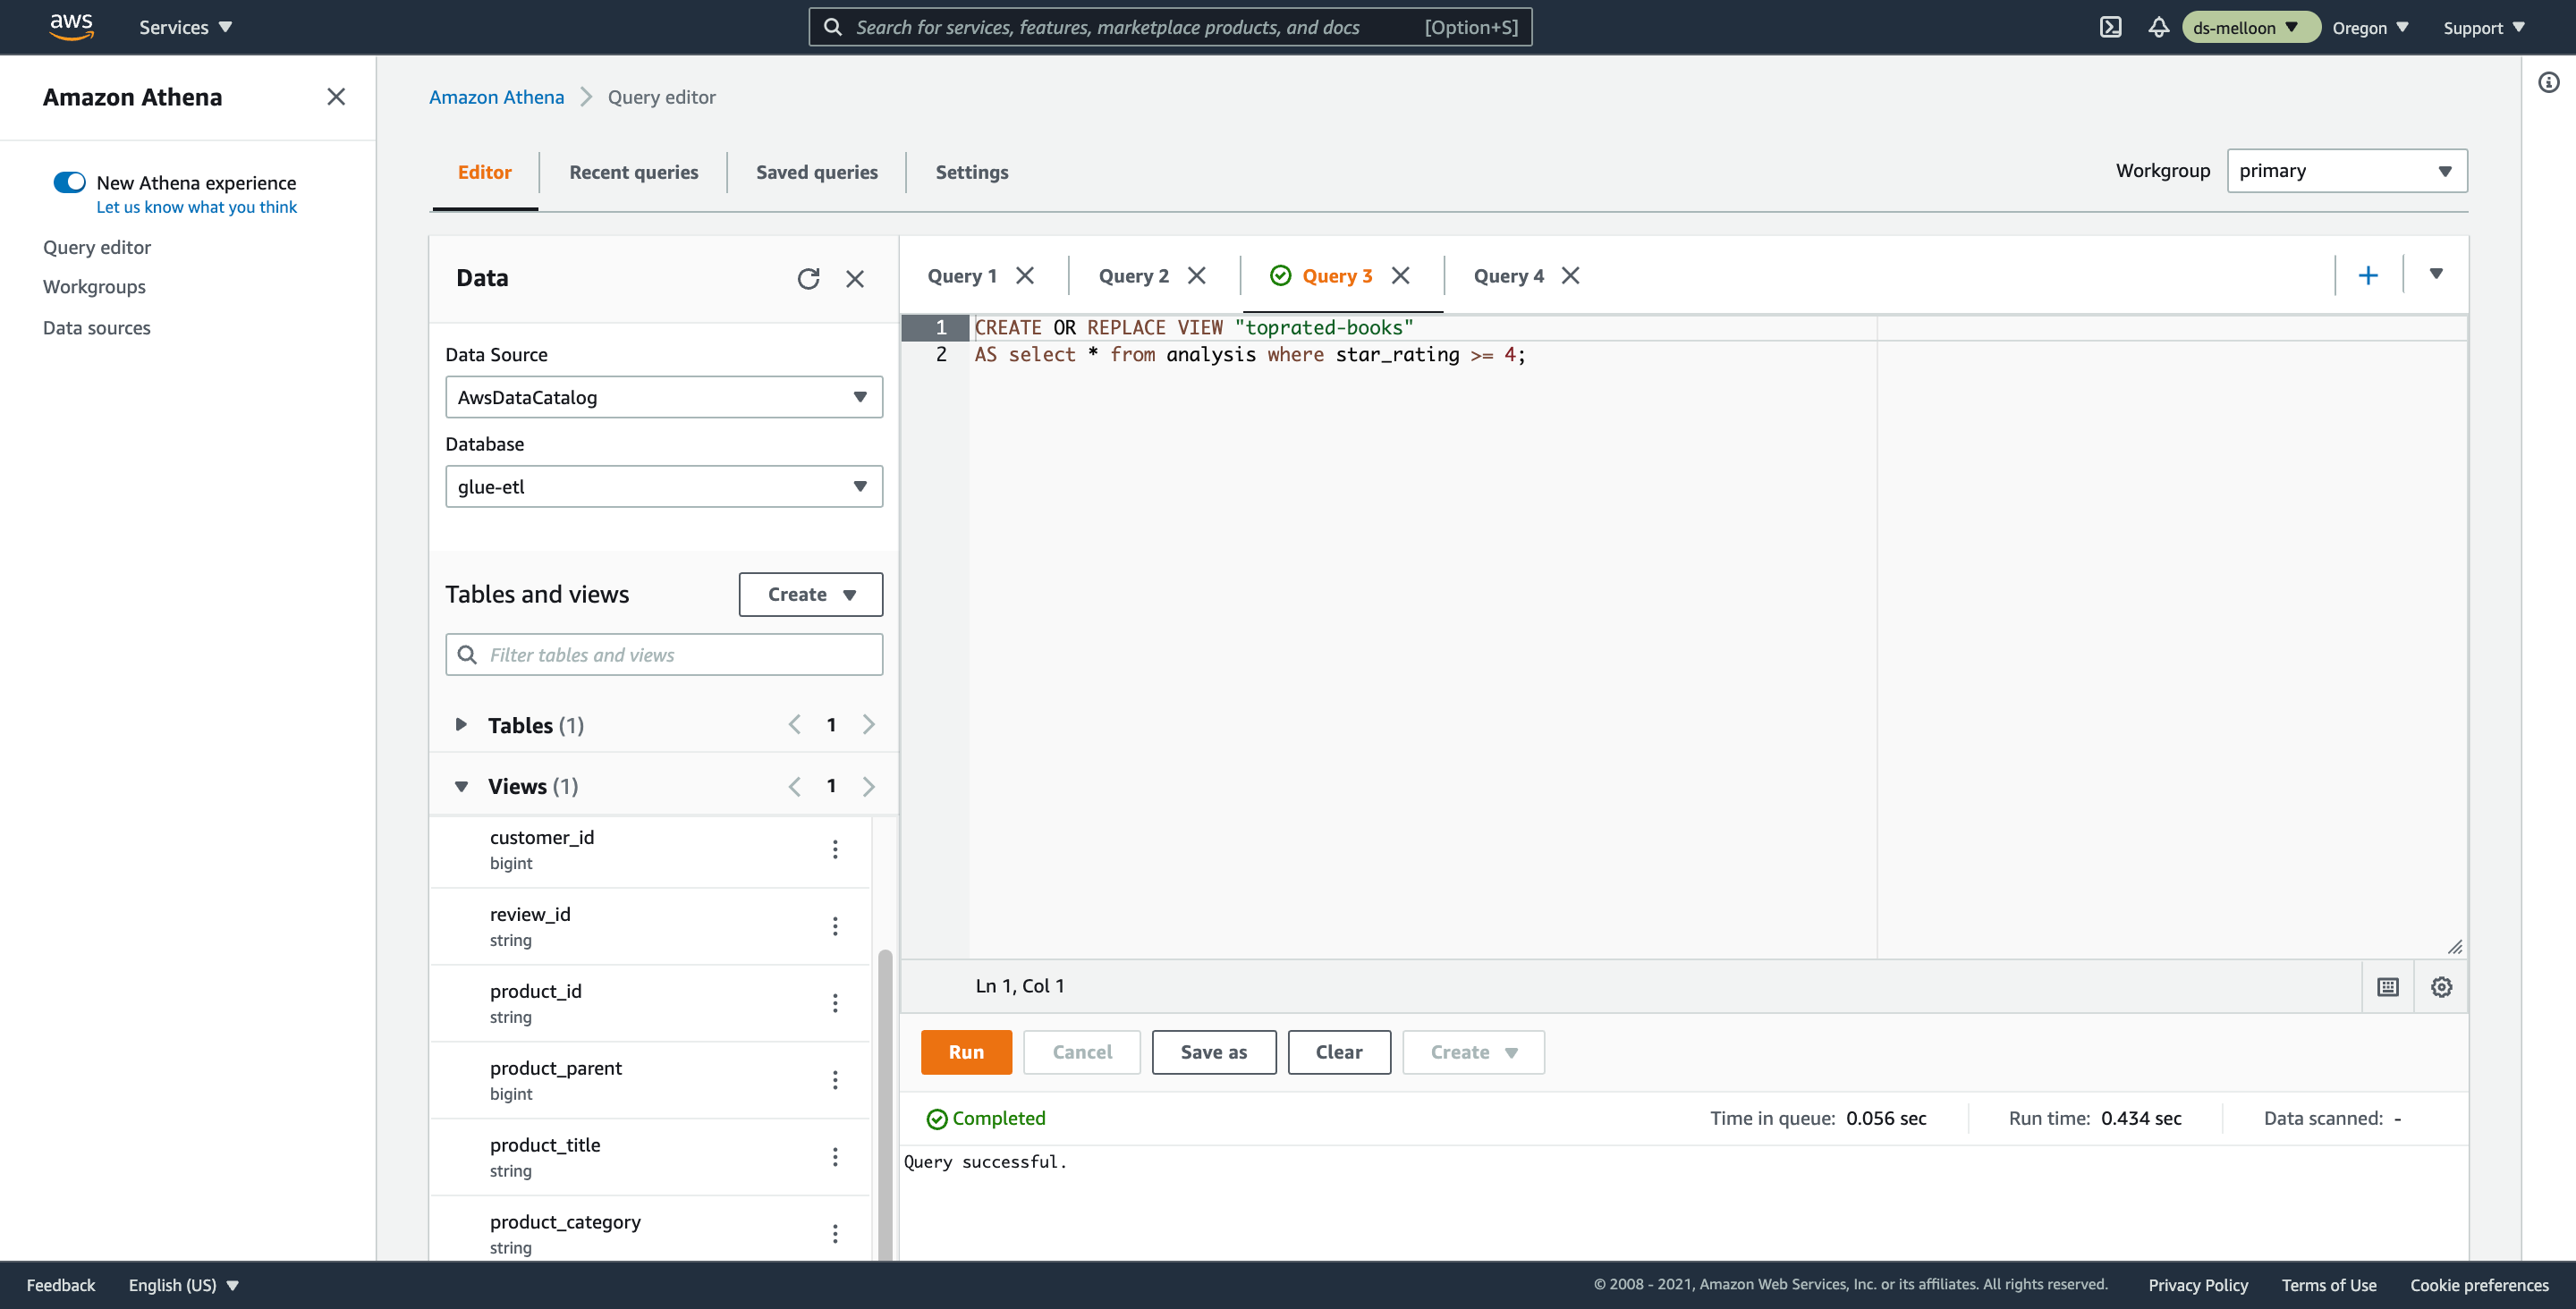 aws Services Search for services, features, marketplace products, and docs [Option+S] ds-melloon Oregon Support
Amazon Athena
New Athena experience
Let us know what you think
Query editor
Workgroups
Data sources
Amazon Athena Query editor
Editor Recent queries Saved queries Settings Workgroup primary
Data
Data Source
AwsDataCatalog
Database
glue-etl
Tables and views Create
Filter tables and views
Tables (1) 1
Views (1) 1
customer_id
bigint
review_id
string
product_id
string
product_parent
bigint
product_title
string
product_category
string
Query 1 Query 2 Query 3 Query 4
1 CREATE OR REPLACE VIEW "toprated-books"
2 AS select * from analysis where star_rating >= 4;
Ln 1, Col 1
Run Cancel Save as Clear Create
Completed Time in queue: 0.056 sec Run time: 0.434 sec Data scanned: -
Query successful.
Feedback English (US) © 2008 - 2021, Amazon Web Services, Inc. or its affiliates. All rights reserved. Privacy Policy Terms of Use Cookie preferences